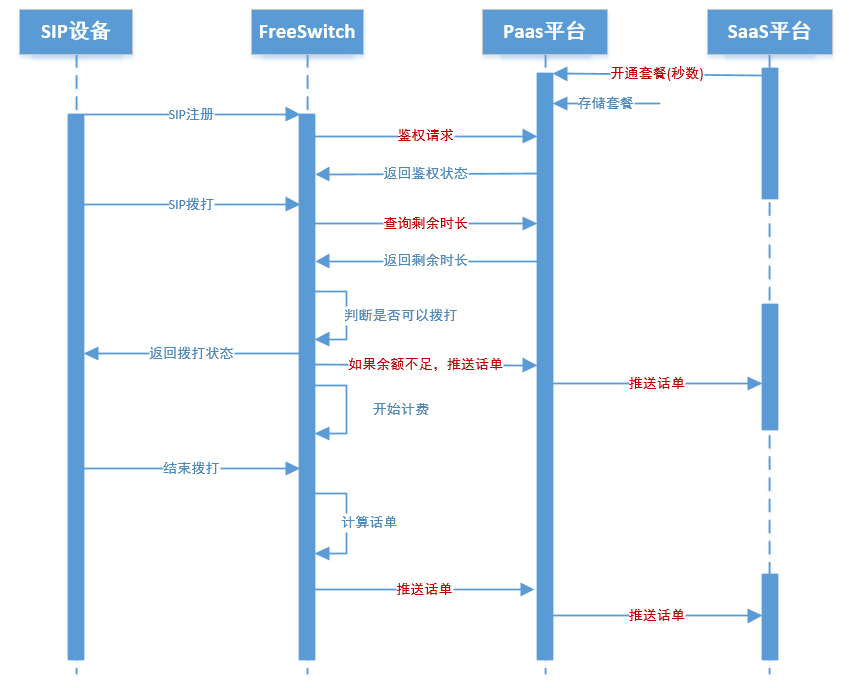 SIP设备
FreeSwitch
Paas平台
SaaS平台
开通套餐(秒数)
存储套餐
SIP注册
鉴权请求
返回鉴权状态
SIP拨打
查询剩余时长
返回剩余时长
判断是否可以拨打
返回拨打状态
如果余额不足，推送话单
推送话单
开始计费
结束拨打
计算话单
推送话单
推送话单